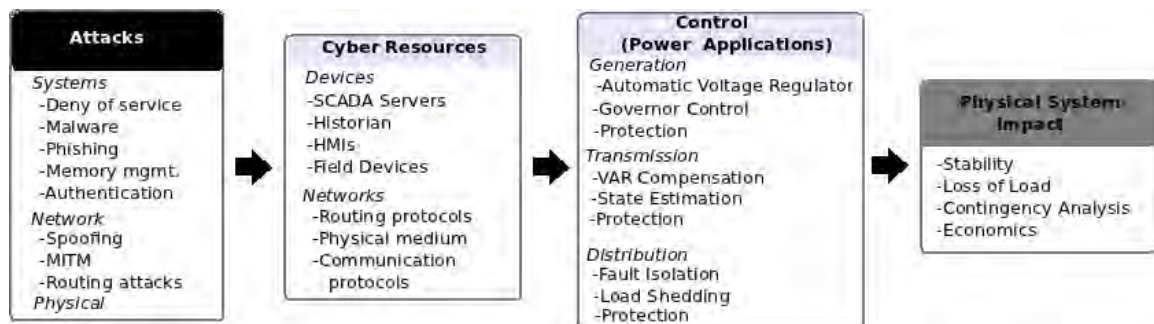 Attacks
Systems
-Deny of service
-Malware
-Phishing
-Memory mgmt.
-Authentication
Network
-Spoofing
-MITM
-Routing attacks
Physical
Cyber Resources
Devices
-SCADA Servers
-Historian
-HMIs
-Field Devices
Networks
-Routing protocols
-Physical medium
-Communication
protocols
Control
(Power Applications)
Generation
-Automatic Voltage Regulator
-Governor Control
-Protection
Transmission
-VAR Compensation
-State Estimation
-Protection
Distribution
-Fault Isolation
-Load Shedding
-Protection
Physical System
Impact
-Stability
-Loss of Load
-Contingency Analysis
-Economics